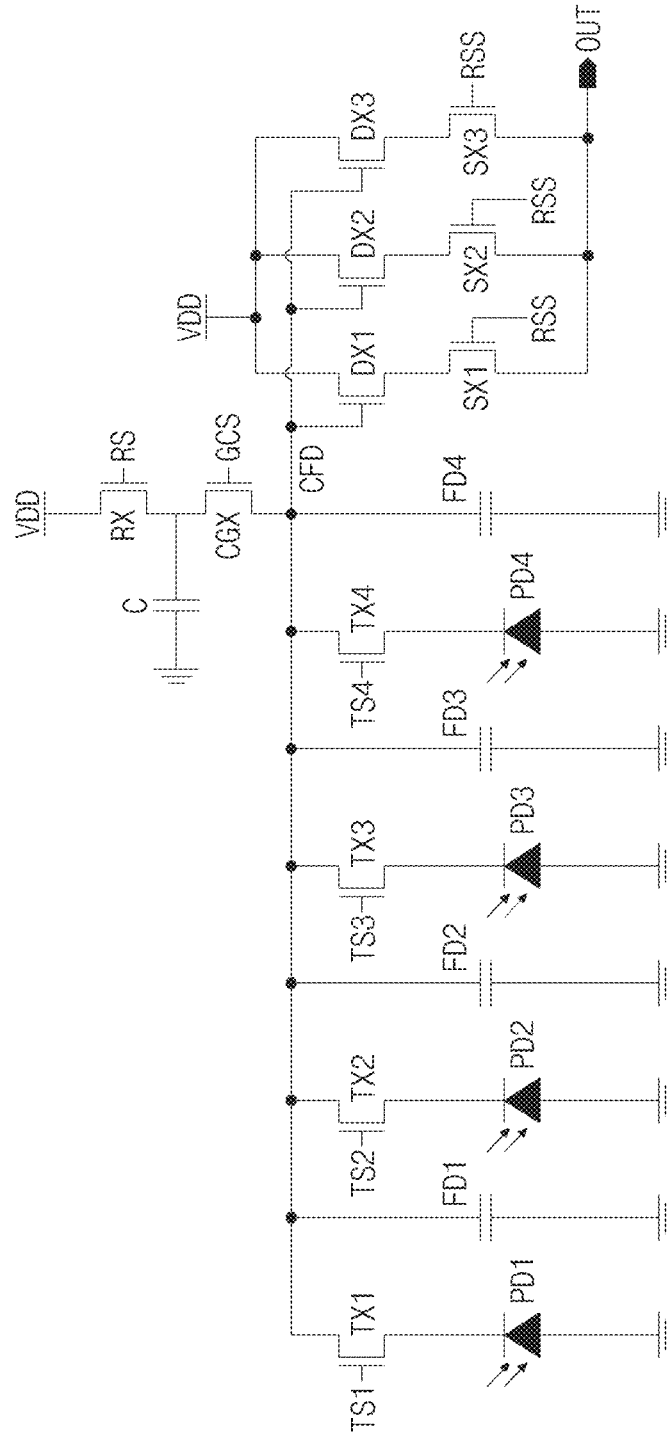 VDD
RX
RS
C
CGX
GCS
CFD
VDD
DX1
DX2
DX3
SX1
RSS
SX2
RSS
SX3
RSS
OUT
TS1
TX1
TS2
TX2
TS3
TX3
TS4
TX4
PD1
FD1
PD2
FD2
PD3
FD3
PD4
FD4